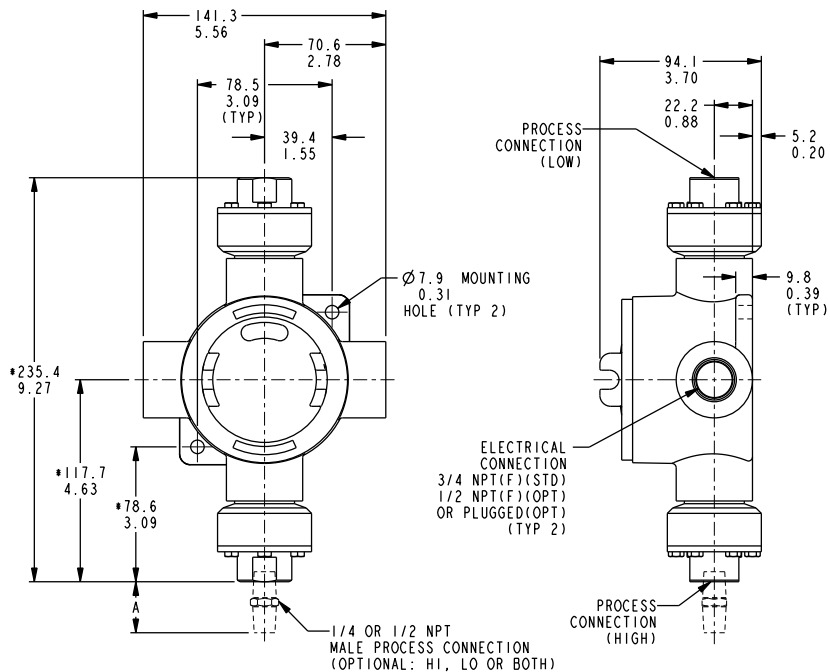 141.3
5.56
70.6
2.78
78.5
3.09
(TYP)
39.4
1.55
Ø7.9 MOUNTING
0.31
HOLE (TYP 2)
*235.4
9.27
*117.7
4.63
*78.6
3.09
A
1/4 OR 1/2 NPT
MALE PROCESS CONNECTION
(OPTIONAL: HI, LO OR BOTH)
94.1
3.70
22.2
0.88
5.2
0.20
PROCESS
CONNECTION
(LOW)
9.8
0.39
(TYP)
ELECTRICAL
CONNECTION
3/4 NPT(F)(STD)
1/2 NPT(F)(OPT)
OR PLUGGED(OPT)
(TYP 2)
PROCESS
CONNECTION
(HIGH)